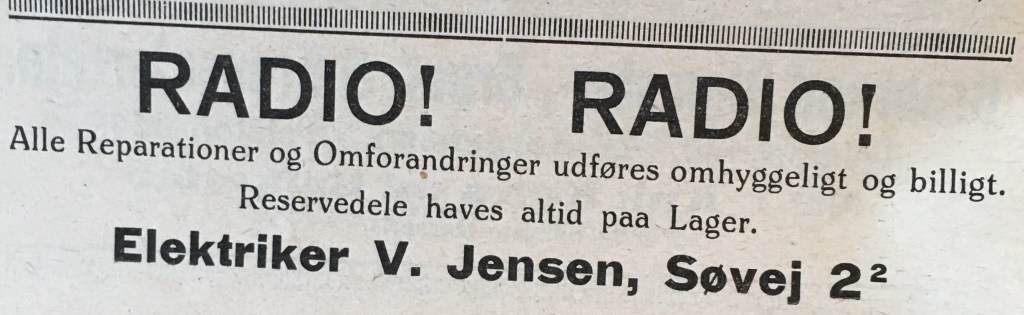 RADIO! RADIO!
Alle Reparationer og Omforandringer udføres omhyggeligt og billigt.
Reservedele haves altid paa Lager.
Elektriker V. Jensen, Søvej 2²